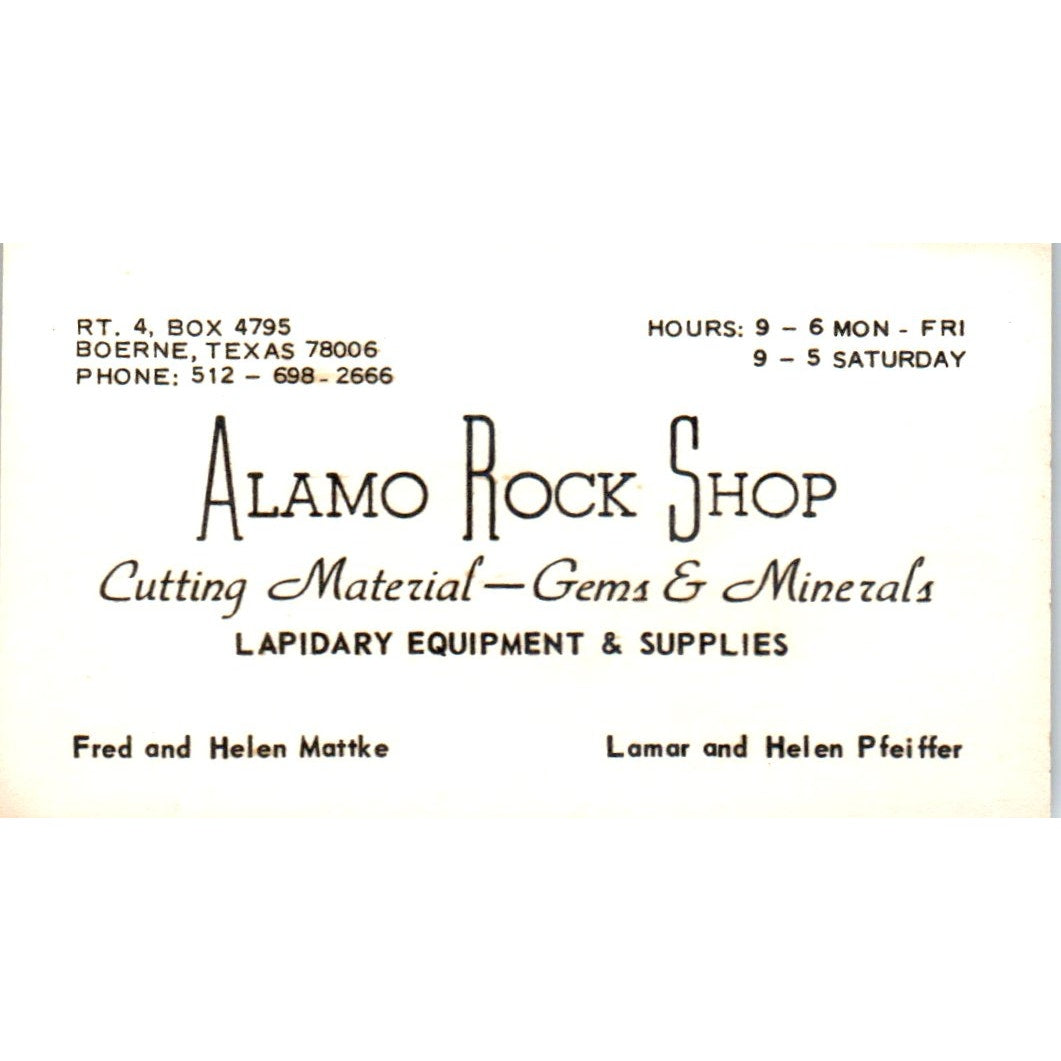 RT. 4, BOX 4795
BOERNE, TEXAS 78006
PHONE: 512 - 698 - 2666
HOURS: 9 - 6 MON - FRI
9 - 5 SATURDAY
ALAMO ROCK SHOP
Cutting Material — Gems & Minerals
LAPIDARY EQUIPMENT & SUPPLIES
Fred and Helen Mattke
Lamar and Helen Pfeiffer